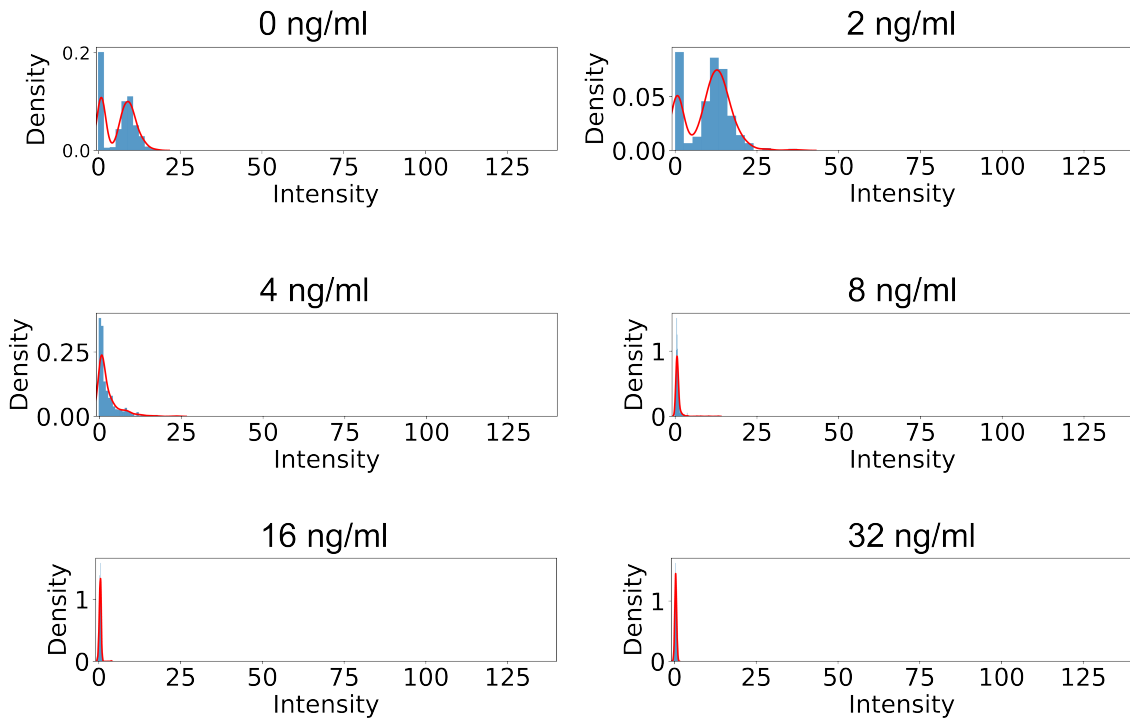 0 ng/ml
Density
0.2
0.1
0.0
0 25 50 75 100 125
Intensity
2 ng/ml
Density
0.05
0.00
0 25 50 75 100 125
Intensity
4 ng/ml
Density
0.25
0.00
0 25 50 75 100 125
Intensity
8 ng/ml
Density
1
0
0 25 50 75 100 125
Intensity
16 ng/ml
Density
1
0
0 25 50 75 100 125
Intensity
32 ng/ml
Density
1
0
0 25 50 75 100 125
Intensity